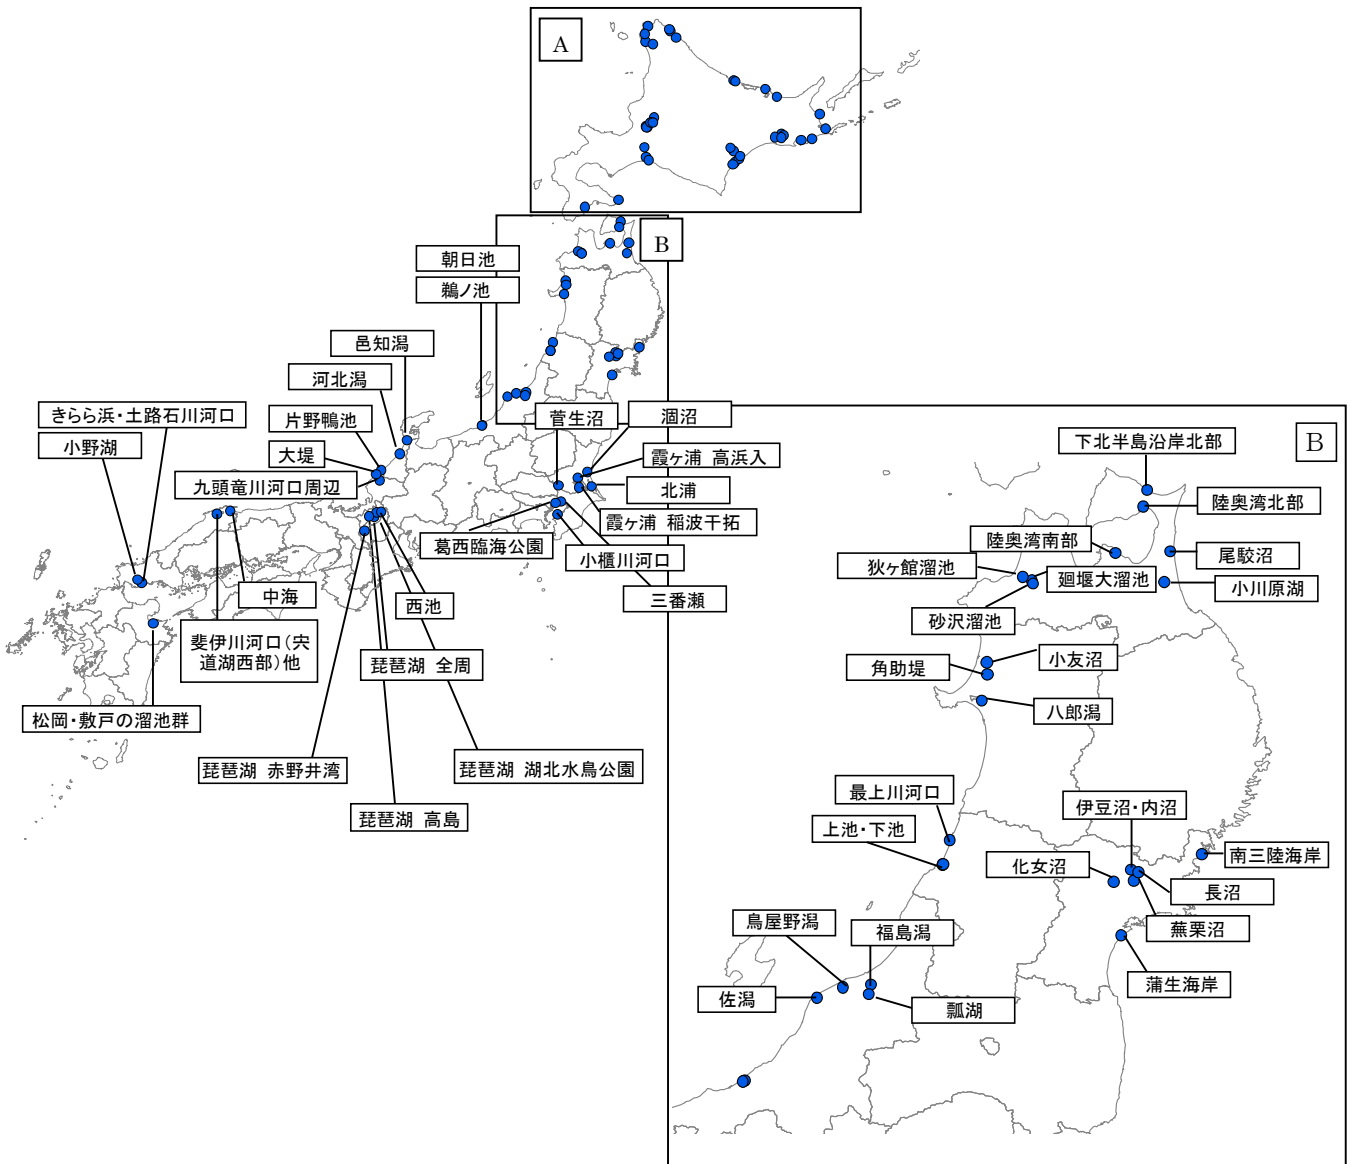 A
B
朝日池
鵜ノ池
邑知潟
河北潟
きらら浜・土路石川河口
片野鴨池
小野湖
大堤
九頭竜川河口周辺
菅生沼
涸沼
霞ヶ浦 高浜入
北浦
霞ヶ浦 稲波干拓
葛西臨海公園
小櫃川河口
三番瀬
中海
西池
斐伊川河口(宍
道湖西部)他
琵琶湖 全周
松岡・敷戸の溜池群
琵琶湖 赤野井湾
琵琶湖 湖北水鳥公園
琵琶湖 高島
B
下北半島沿岸北部
陸奥湾北部
陸奥湾南部
尾駮沼
狄ヶ館溜池
廻堰大溜池
小川原湖
砂沢溜池
小友沼
角助堤
八郎潟
最上川河口
伊豆沼・内沼
上池・下池
南三陸海岸
化女沼
長沼
蕪栗沼
鳥屋野潟
福島潟
蒲生海岸
佐潟
瓢湖